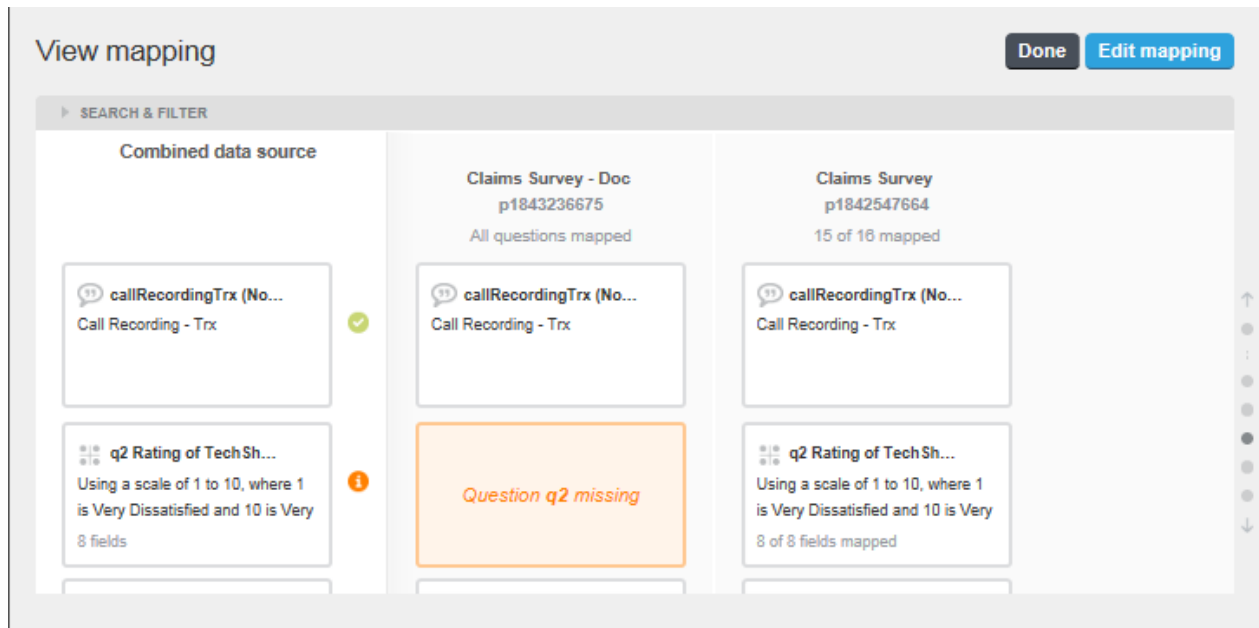 View mapping
Done
Edit mapping
SEARCH & FILTER
Combined data source
Claims Survey - Doc
p1843236675
All questions mapped
Claims Survey
p1842547664
15 of 16 mapped
callRecordingTrx (No...
Call Recording - Trx
callRecordingTrx (No...
Call Recording - Trx
callRecordingTrx (No...
Call Recording - Trx
q2 Rating of TechSh...
Using a scale of 1 to 10, where 1
is Very Dissatisfied and 10 is Very
8 fields
Question q2 missing
q2 Rating of TechSh...
Using a scale of 1 to 10, where 1
is Very Dissatisfied and 10 is Very
8 of 8 fields mapped